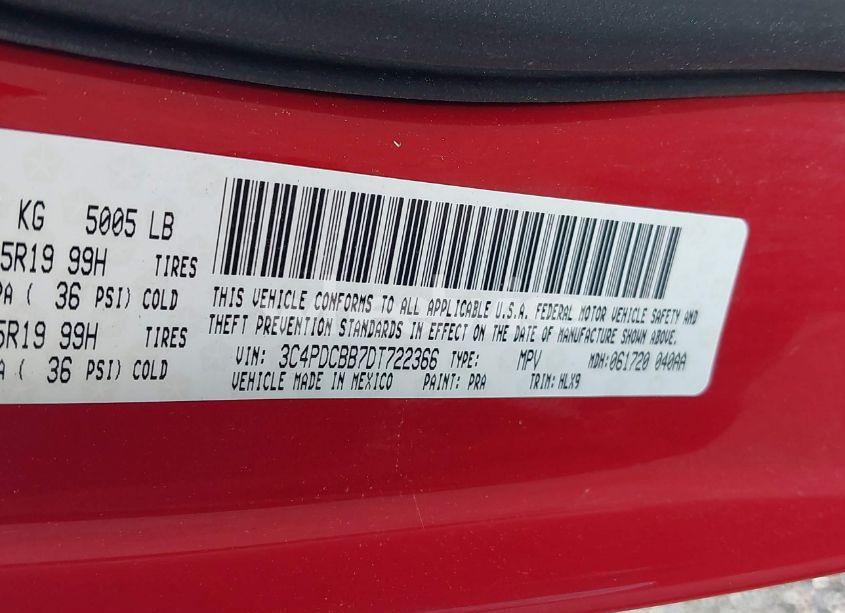 KG 5005 LB
5R19 99H TIRES
PA ( 36 PSI) COLD
5R19 99H TIRES
A ( 36 PSI) COLD
THIS VEHICLE CONFORMS TO ALL APPLICABLE U.S.A. FEDERAL MOTOR VEHICLE SAFETY AND
THEFT PREVENTION STANDARDS IN EFFECT ON THE DATE OF MANUFACTURE SHOWN ABOVE.
VIN: 3C4PDCBB7DT722366 TYPE: MPV MDH:061720 040AA
VEHICLE MADE IN MEXICO PAINT: PRA TRIM: HLX9